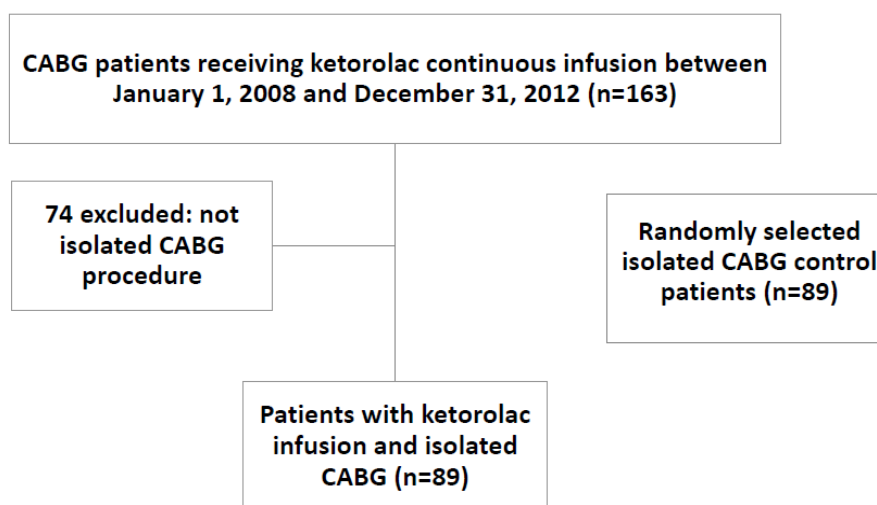 CABG patients receiving ketorolac continuous infusion between
January 1, 2008 and December 31, 2012 (n=163)
74 excluded: not
isolated CABG
procedure
Randomly selected
isolated CABG control
patients (n=89)
Patients with ketorolac
infusion and isolated
CABG (n=89)